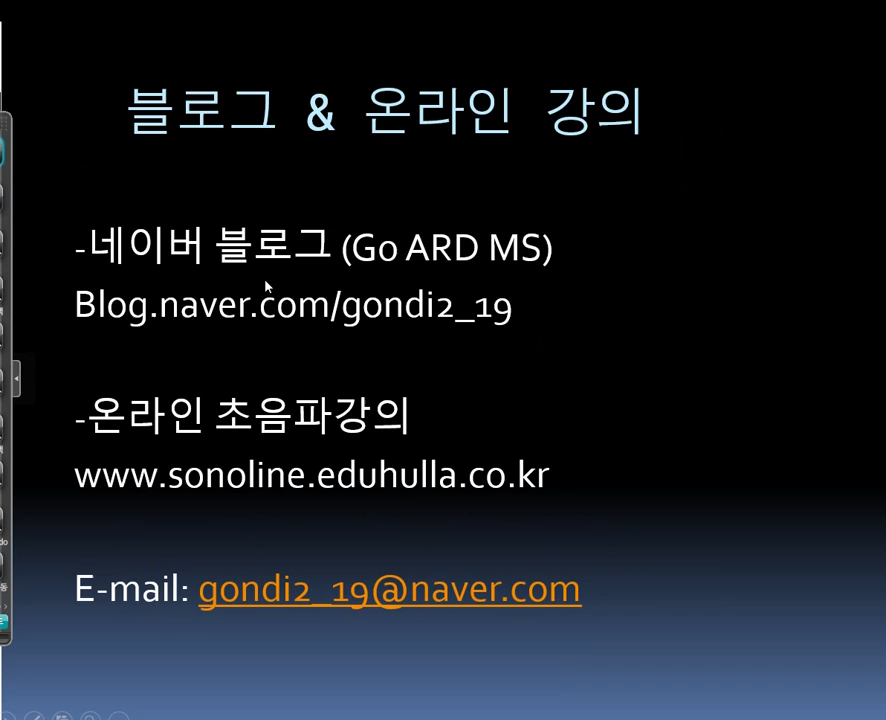 블로그 & 온라인 강의
-네이버 블로그 (Go ARD MS)
Blog.naver.com/gondi2_19
-온라인 초음파강의
www.sonoline.eduhulla.co.kr
E-mail: gondi2_19@naver.com